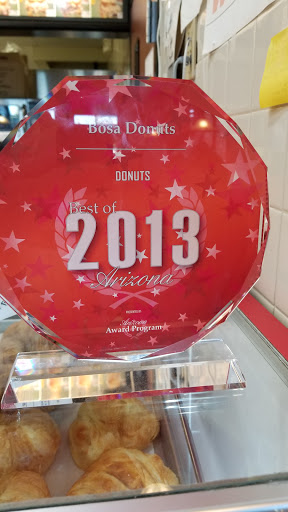 Bosa Donuts
DONUTS
Best of
2013
Arizona
Award Program